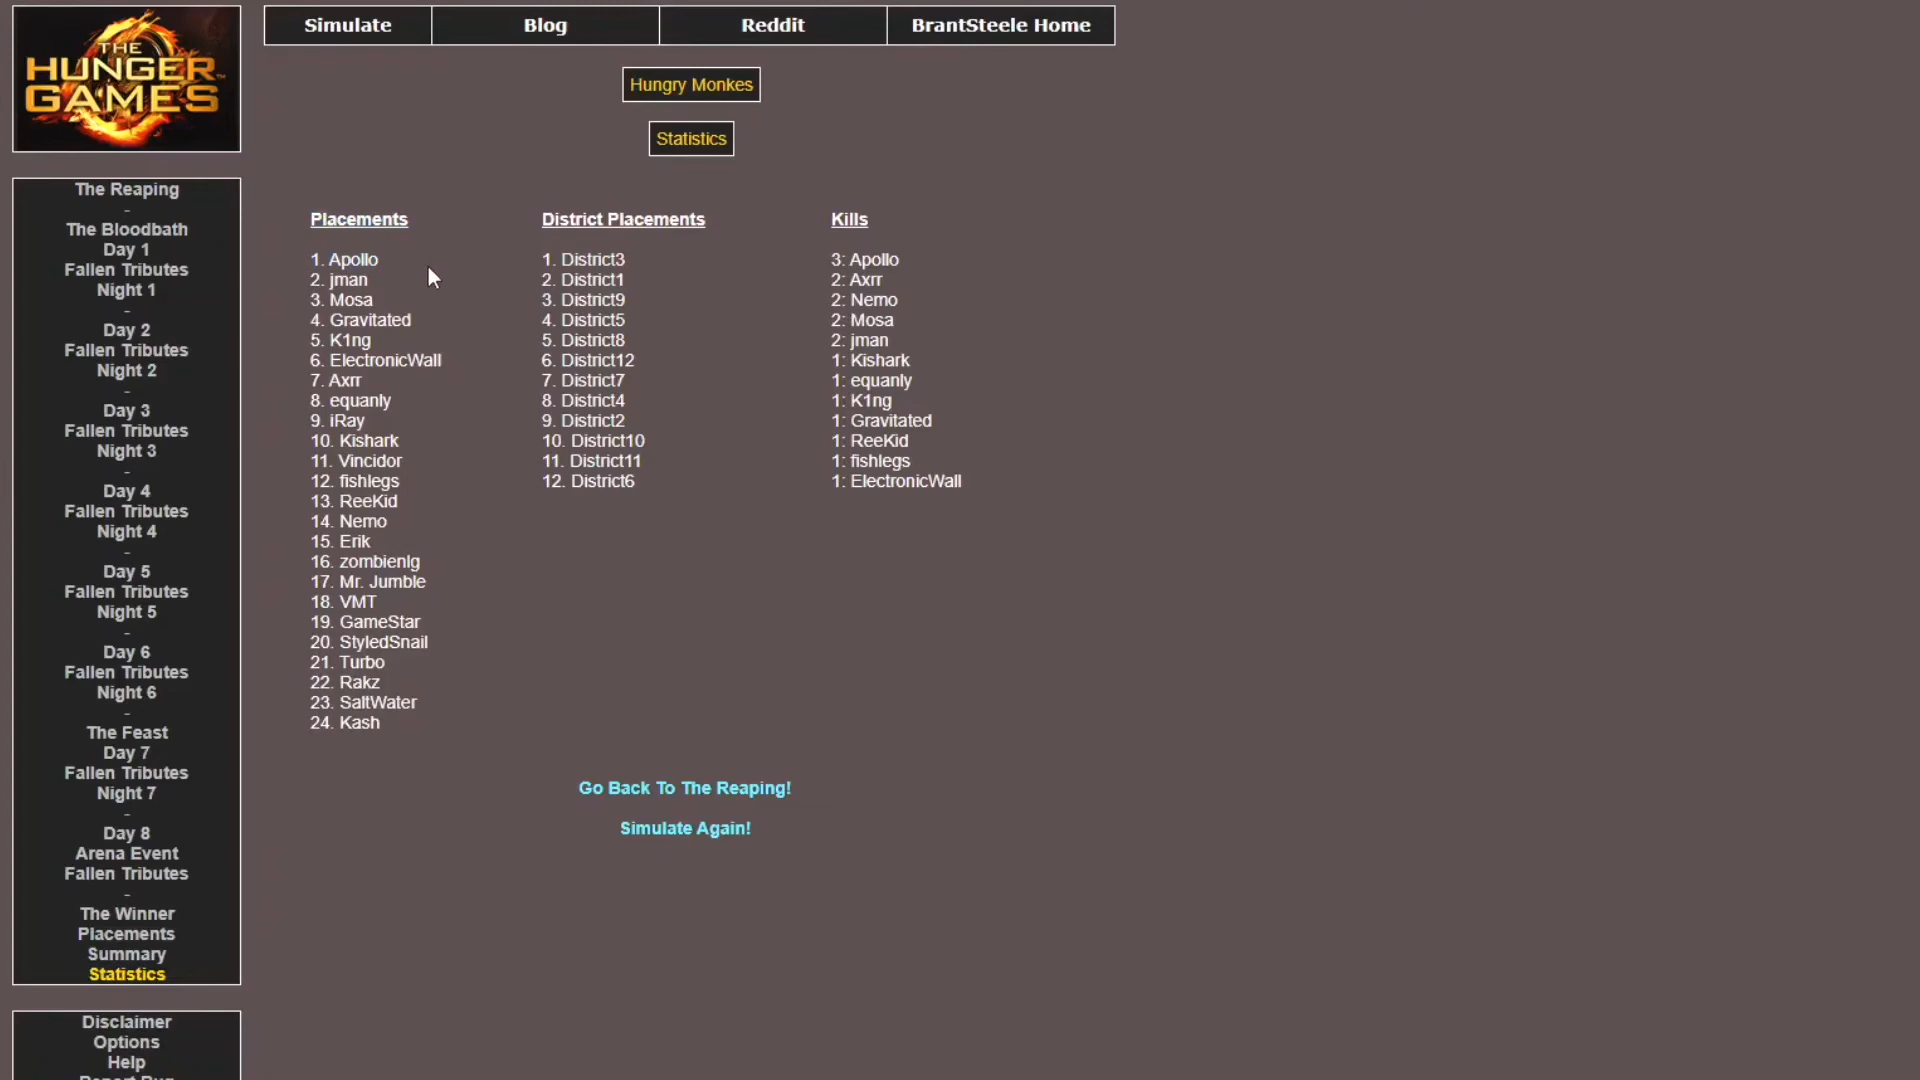 THE
HUNGER
GAMES
Simulate
Blog
Reddit
BrantSteele Home
Hungry Monkes
Statistics
The Reaping
-
The Bloodbath
Day 1
Fallen Tributes
Night 1
-
Day 2
Fallen Tributes
Night 2
-
Day 3
Fallen Tributes
Night 3
-
Day 4
Fallen Tributes
Night 4
-
Day 5
Fallen Tributes
Night 5
-
Day 6
Fallen Tributes
Night 6
-
The Feast
Day 7
Fallen Tributes
Night 7
-
Day 8
Arena Event
Fallen Tributes
-
The Winner
Placements
Summary
Statistics
Disclaimer
Options
Help
Report Bug
Placements
1. Apollo
2. jman
3. Mosa
4. Gravitated
5. K1ng
6. ElectronicWall
7. Axrr
8. equanly
9. iRay
10. Kishark
11. Vincidor
12. fishlegs
13. ReeKid
14. Nemo
15. Erik
16. zombienlg
17. Mr. Jumble
18. VMT
19. GameStar
20. StyledSnail
21. Turbo
22. Rakz
23. SaltWater
24. Kash
District Placements
1. District3
2. District1
3. District9
4. District5
5. District8
6. District12
7. District7
8. District4
9. District2
10. District10
11. District11
12. District6
Kills
3: Apollo
2: Axrr
2: Nemo
2: Mosa
2: jman
1: Kishark
1: equanly
1: K1ng
1: Gravitated
1: ReeKid
1: fishlegs
1: ElectronicWall
Go Back To The Reaping!
Simulate Again!